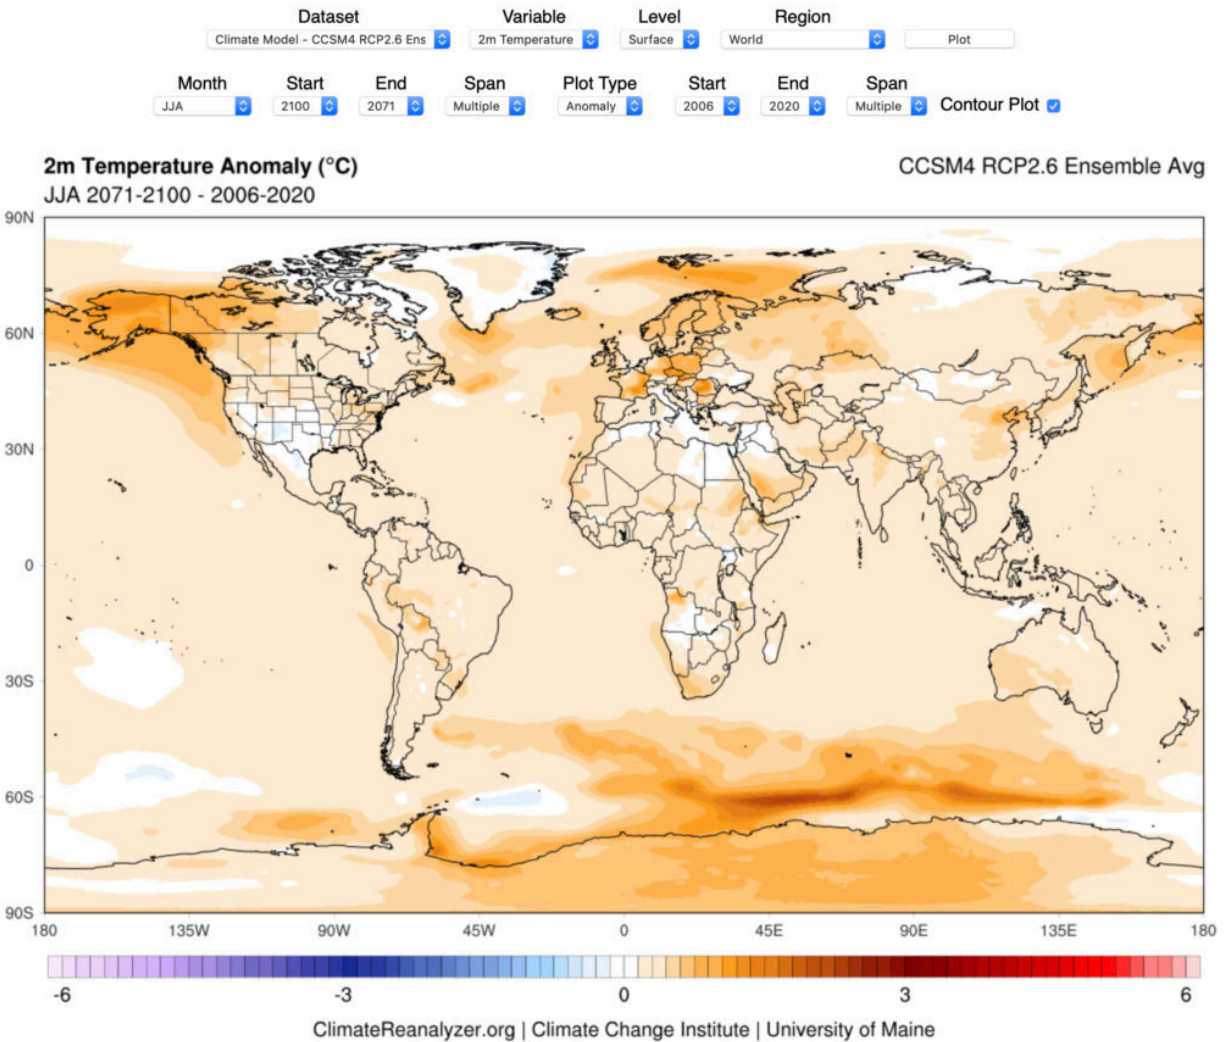 Dataset Variable Level Region
Climate Model - CCSM4 RCP2.6 Ens 2m Temperature Surface World Plot
Month Start End Span Plot Type Start End Span
JJA 2100 2071 Multiple Anomaly 2006 2020 Multiple Contour Plot
2m Temperature Anomaly (°C) CCSM4 RCP2.6 Ensemble Avg
JJA 2071-2100 - 2006-2020
90N
60N
30N
0
30S
60S
90S
180 135W 90W 45W 0 45E 90E 135E 180
-6 -3 0 3 6
ClimateReanalyzer.org | Climate Change Institute | University of Maine